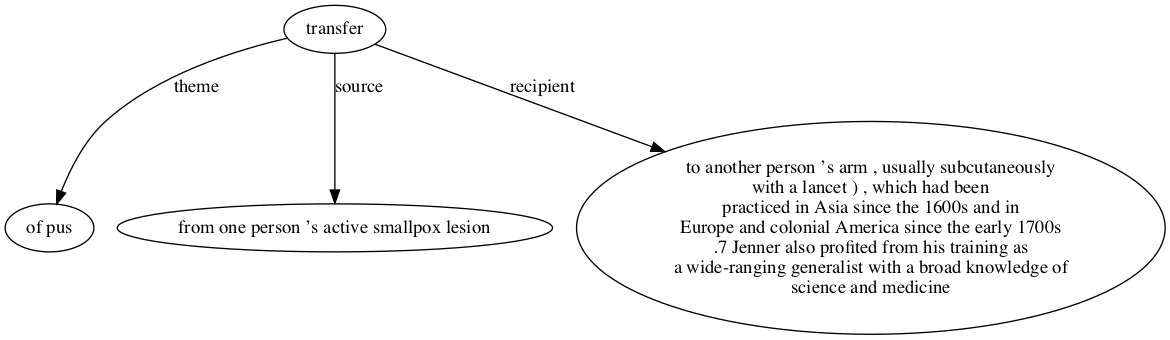 transfer
theme
source
recipient
of pus
from one person 's active smallpox lesion
to another person 's arm , usually subcutaneously
with a lancet ) , which had been
practiced in Asia since the 1600s and in
Europe and colonial America since the early 1700s
.7 Jenner also profited from his training as
a wide-ranging generalist with a broad knowledge of
science and medicine